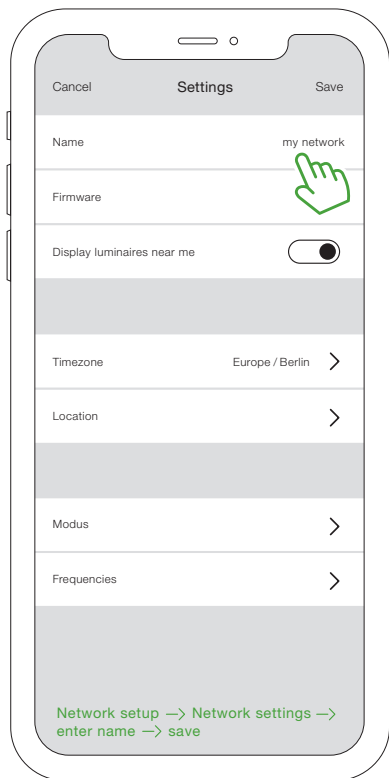 Cancel Settings Save
Name my network
Firmware
Display luminaires near me
Timezone Europe / Berlin
Location
Modus
Frequencies
Network setup —> Network settings —>
enter name —> save